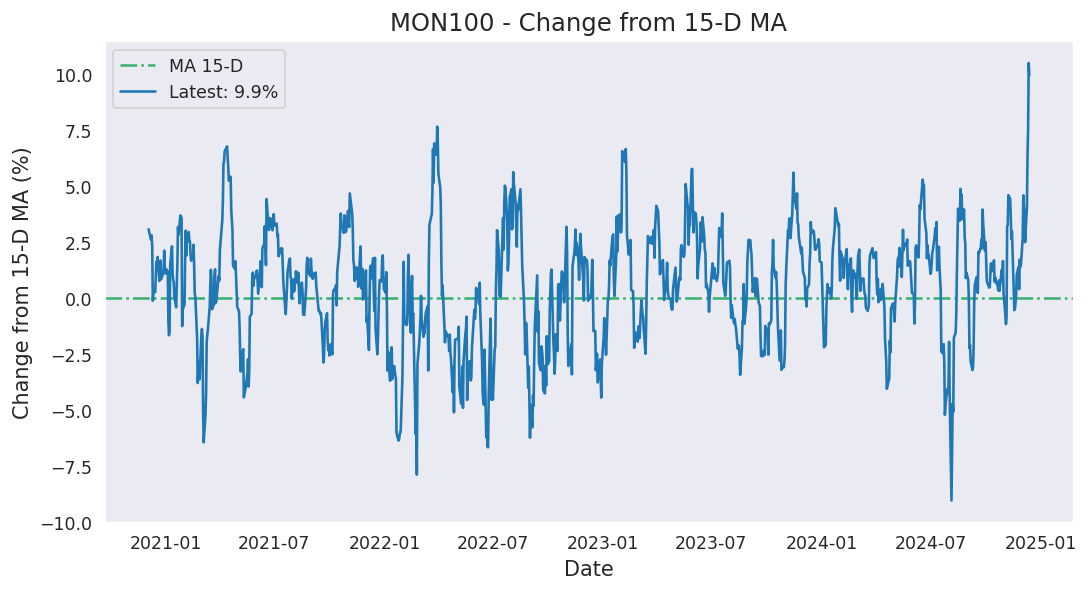 MON100 - Change from 15-D MA
MA 15-D
Latest: 9.9%
Change from 15-D MA (%)
10.0
7.5
5.0
2.5
0.0
−2.5
−5.0
−7.5
−10.0
2021-01 2021-07 2022-01 2022-07 2023-01 2023-07 2024-01 2024-07 2025-01
Date